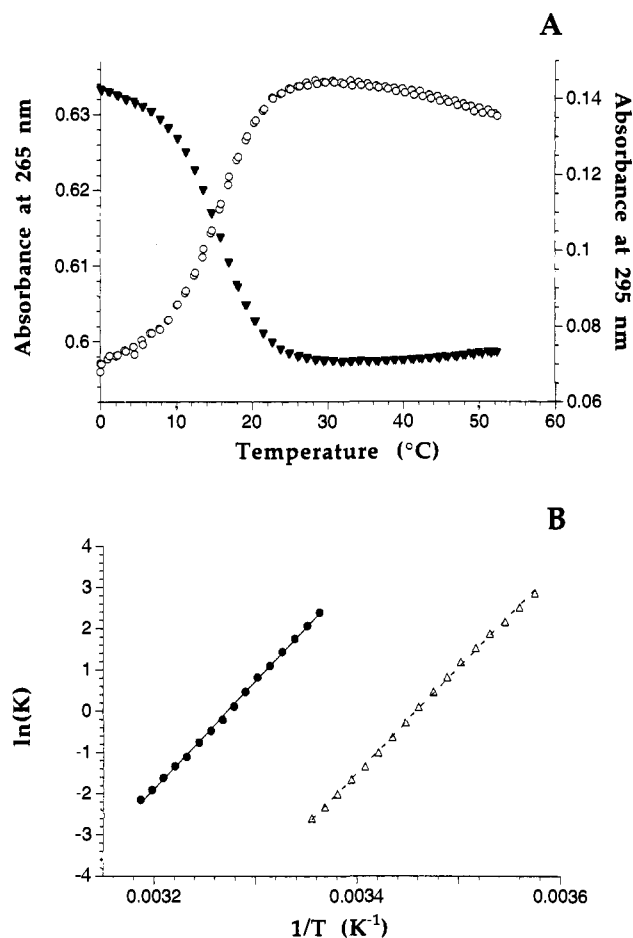 A
Absorbance at 265 nm
0.63
0.62
0.61
0.6
0.14
0.12
0.1
0.08
0.06
Absorbance at 295 nm
0 10 20 30 40 50 60
Temperature (°C)
B
ln(K)
4
3
2
1
0
-1
-2
-3
-4
0.0032 0.0034 0.0036
1/T (K⁻¹)